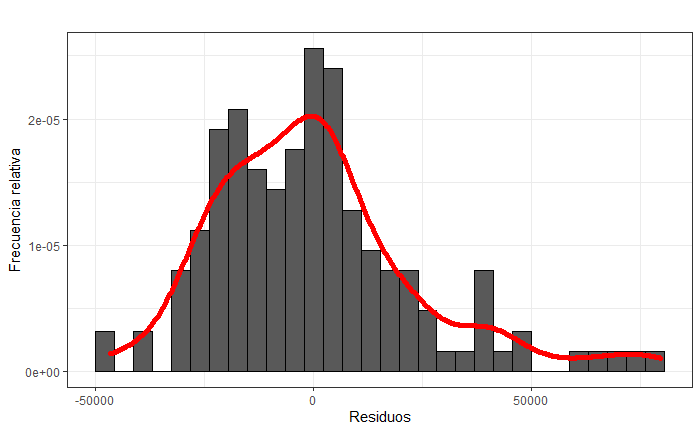 Frecuencia relativa
2e-05
1e-05
0e+00
-50000
0
50000
Residuos